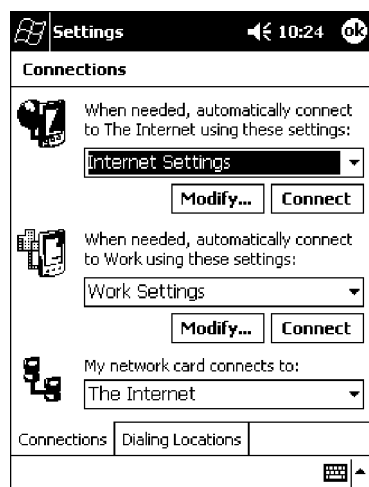 Settings 10:24 ok
Connections
When needed, automatically connect
to The Internet using these settings:
Internet Settings
Modify... Connect
When needed, automatically connect
to Work using these settings:
Work Settings
Modify... Connect
My network card connects to:
The Internet
Connections Dialing Locations